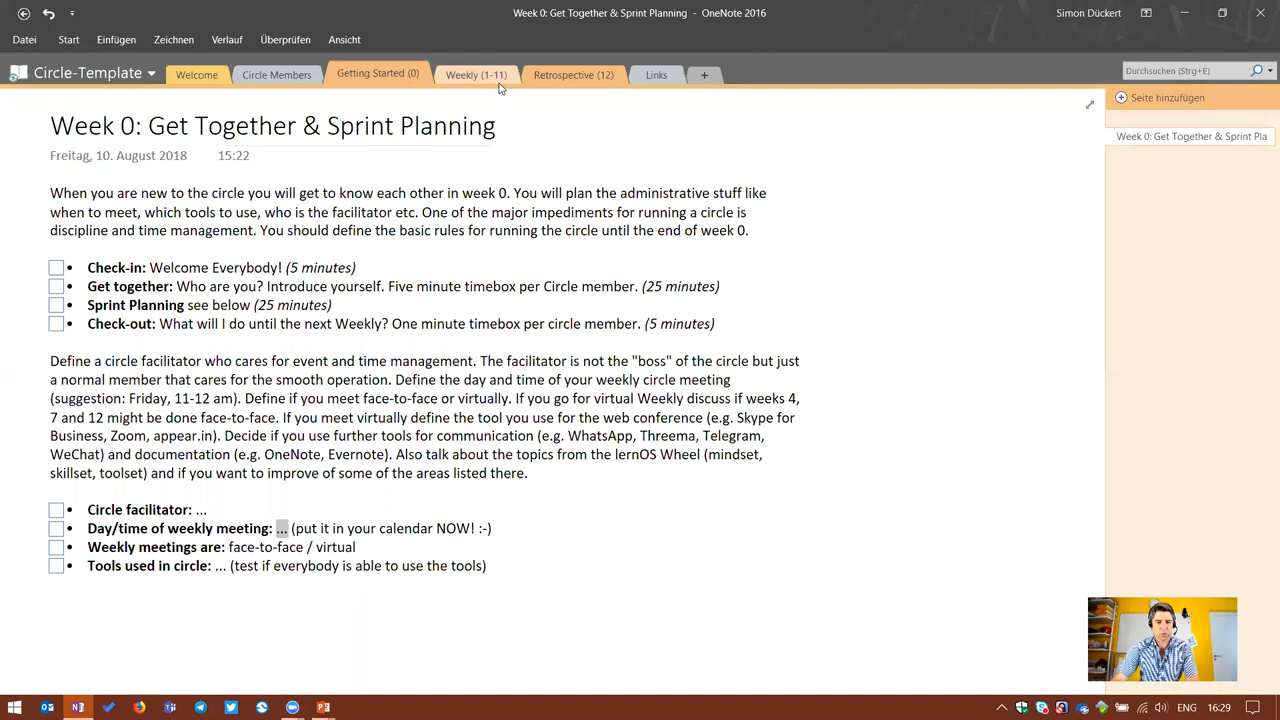 Week 0: Get Together & Sprint Planning - OneNote 2016
Simon Dückert
Datei Start Einfügen Zeichnen Verlauf Überprüfen Ansicht
Circle-Template Welcome Circle Members Getting Started (0) Weekly (1-11) Retrospective (12) Links +
Durchsuchen (Strg+E)
Seite hinzufügen
Week 0: Get Together & Sprint Pla
Week 0: Get Together & Sprint Planning
Freitag, 10. August 2018 15:22
When you are new to the circle you will get to know each other in week 0. You will plan the administrative stuff like
when to meet, which tools to use, who is the facilitator etc. One of the major impediments for running a circle is
discipline and time management. You should define the basic rules for running the circle until the end of week 0.
• Check-in: Welcome Everybody! (5 minutes)
• Get together: Who are you? Introduce yourself. Five minute timebox per Circle member. (25 minutes)
• Sprint Planning see below (25 minutes)
• Check-out: What will I do until the next Weekly? One minute timebox per circle member. (5 minutes)
Define a circle facilitator who cares for event and time management. The facilitator is not the "boss" of the circle but just
a normal member that cares for the smooth operation. Define the day and time of your weekly circle meeting
(suggestion: Friday, 11-12 am). Define if you meet face-to-face or virtually. If you go for virtual Weekly discuss if weeks 4,
7 and 12 might be done face-to-face. If you meet virtually define the tool you use for the web conference (e.g. Skype for
Business, Zoom, appear.in). Decide if you use further tools for communication (e.g. WhatsApp, Threema, Telegram,
WeChat) and documentation (e.g. OneNote, Evernote). Also talk about the topics from the lernOS Wheel (mindset,
skillset, toolset) and if you want to improve of some of the areas listed there.
• Circle facilitator: ...
• Day/time of weekly meeting: ... (put it in your calendar NOW! :-)
• Weekly meetings are: face-to-face / virtual
• Tools used in circle: ... (test if everybody is able to use the tools)
ENG 16:29